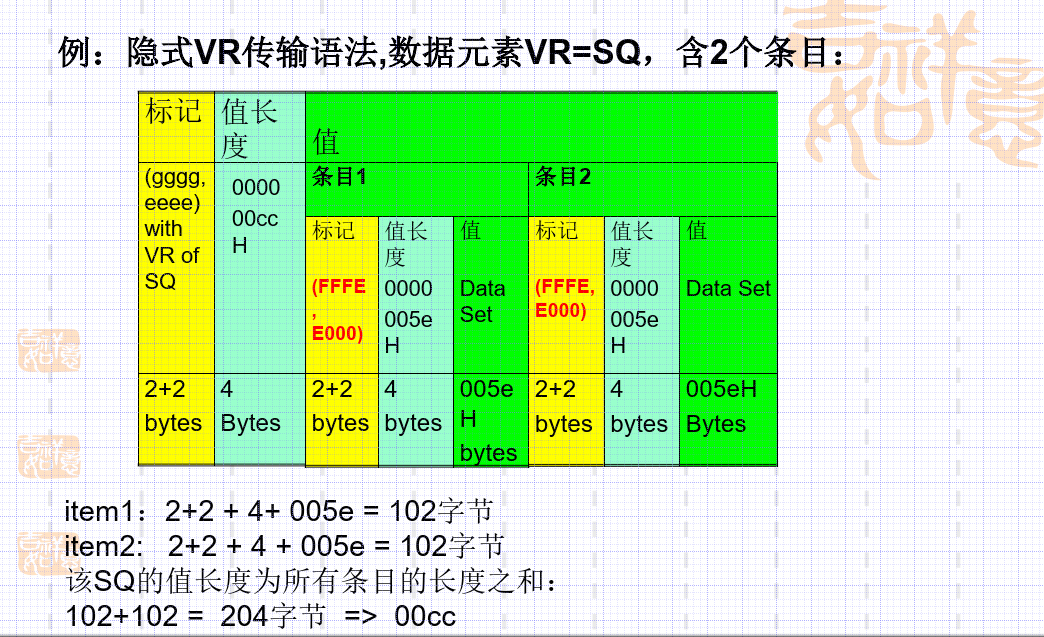 例：隐式VR传输语法,数据元素VR=SQ，含2个条目：
标记
值长
度
值
(gggg,
eeee)
with
VR of
SQ
0000
00cc
H
条目1
条目2
标记
(FFFE
,
E000)
值长
度
0000
005e
H
值
Data
Set
标记
(FFFE,
E000)
值长
度
0000
005e
H
值
Data Set
2+2
bytes
4
Bytes
2+2
bytes
4
bytes
005e
H
bytes
2+2
bytes
4
bytes
005eH
Bytes
item1：2+2 + 4+ 005e = 102字节
item2:   2+2 + 4 + 005e = 102字节
该SQ的值长度为所有条目的长度之和：
102+102 =  204字节  =>  00cc